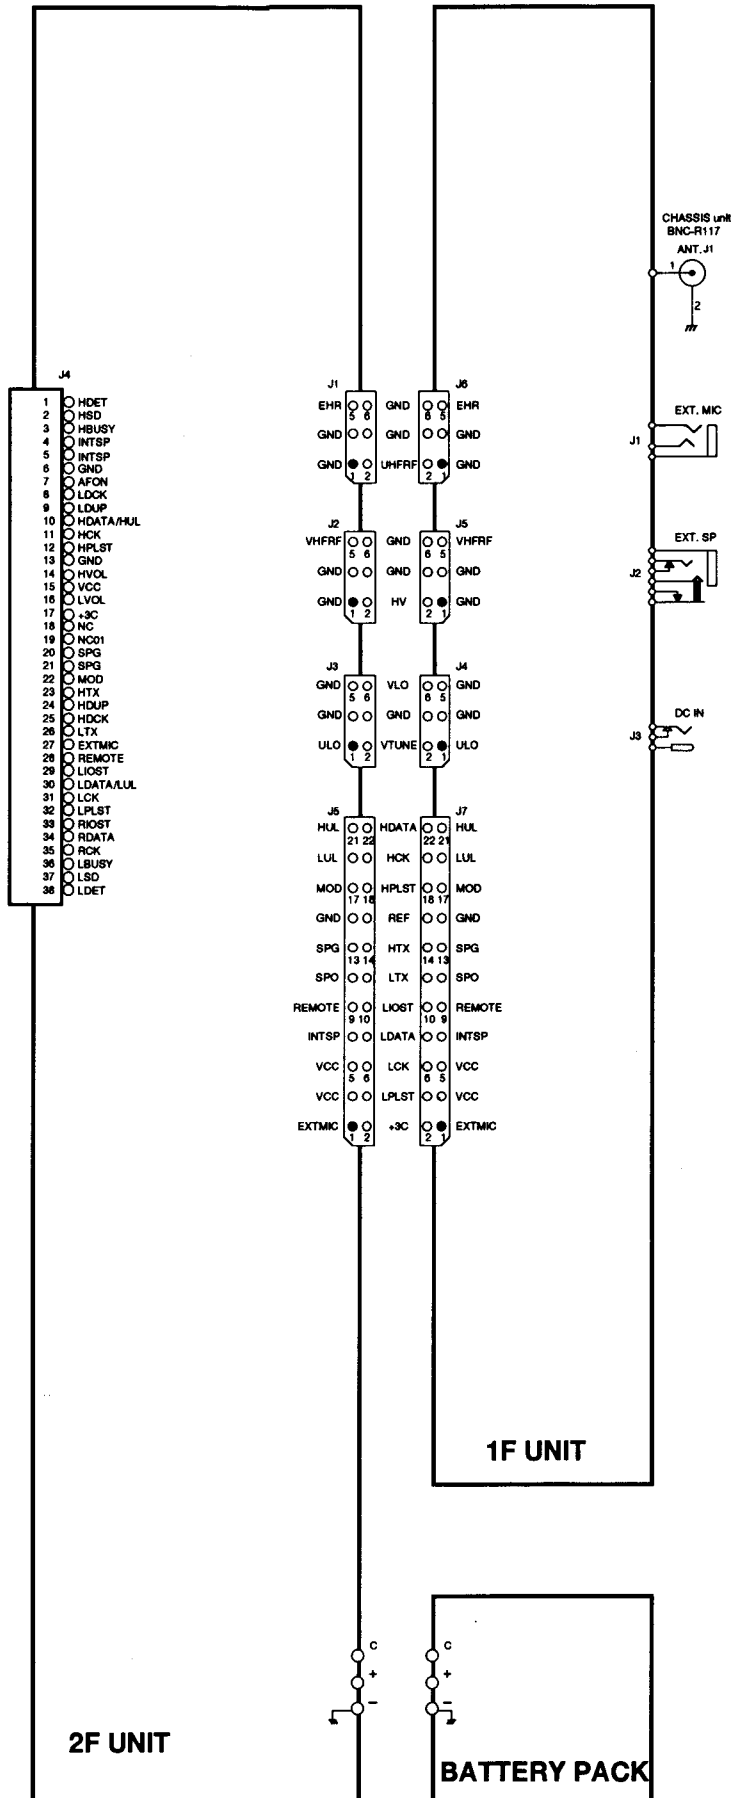 CHASSIS unit
BNC-R117
ANT. J1
1
2
J4
1 HDET
2 HSD
3 HBUSY
4 INTSP
5 INTSP
6 GND
7 AFON
8 LDCK
9 LDUP
10 HDATA/HUL
11 HCK
12 HPLST
13 GND
14 HVOL
15 VCC
16 LVOL
17 +3C
18 NC
19 NC01
20 SPG
21 SPG
22 MOD
23 HTX
24 HDUP
25 HDCK
26 LTX
27 EXTMIC
28 REMOTE
29 LIOST
30 LDATA/LUL
31 LCK
32 LPLST
33 RIOST
34 RDATA
35 RCK
36 LBUSY
37 LSD
38 LDET
J1 J6
EHR GND EHR
5 6 6 5
GND GND GND
GND UHFRF GND
1 2 2 1
J2 J5
VHFRF GND VHFRF
5 6 6 5
GND GND GND
GND HV GND
1 2 2 1
J3 J4
GND VLO GND
5 6 6 5
GND GND GND
ULO VTUNE ULO
1 2 2 1
J5 J7
HUL HDATA HUL
21 22 22 21
LUL HCK LUL
MOD HPLST MOD
17 18 18 17
GND REF GND
SPG HTX SPG
13 14 14 13
SPO LTX SPO
REMOTE LIOST REMOTE
9 10 10 9
INTSP LDATA INTSP
VCC LCK VCC
5 6 6 5
VCC LPLST VCC
EXTMIC +3C EXTMIC
1 2 2 1
EXT. MIC
J1
EXT. SP
J2
DC IN
J3
1F UNIT
C C
+ +
− −
2F UNIT
BATTERY PACK